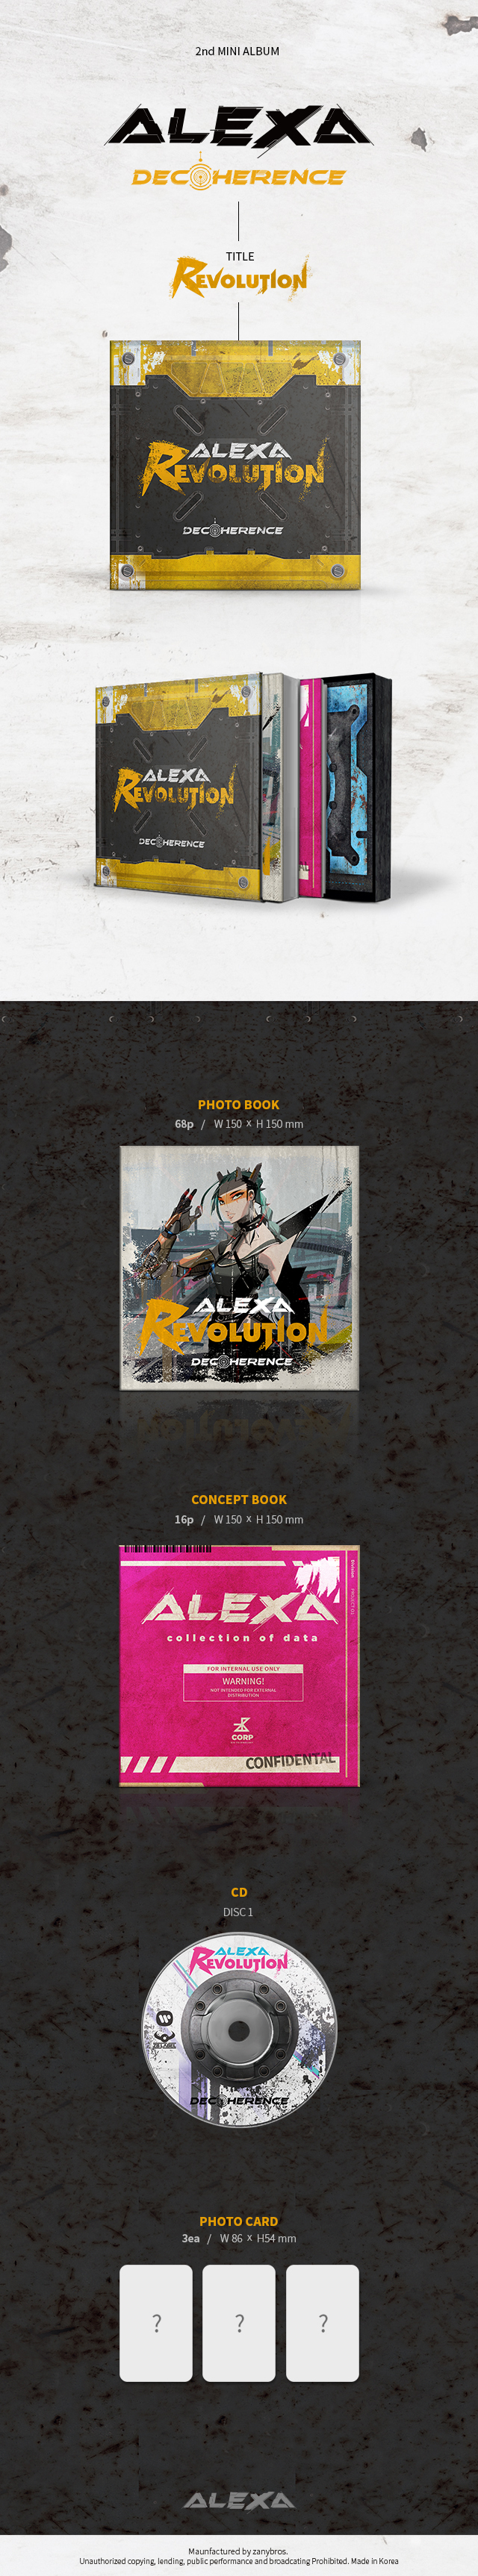 2nd MINI ALBUM
ALEXA
DECOHERENCE
TITLE
REVOLUTION
ALEXA
REVOLUTION
DECOHERENCE
ALEXA
REVOLUTION
DECOHERENCE
PHOTO BOOK
68p / W 150 x H 150 mm
ALEXA
REVOLUTION
DECOHERENCE
CONCEPT BOOK
16p / W 150 x H 150 mm
ALEXA
collection of data
FOR INTERNAL USE ONLY
WARNING!
NOT INTENDED FOR EXTERNAL
DISTRIBUTION
CORP
CONFIDENTAL
CD
DISC 1
ALEXA
REVOLUTION
DECOHERENCE
PHOTO CARD
3ea / W 86 x H54 mm
? ? ?
ALEXA
Maunfactured by zanybros.
Unauthorized copying, lending, public performance and broadcating Prohibited. Made in Korea